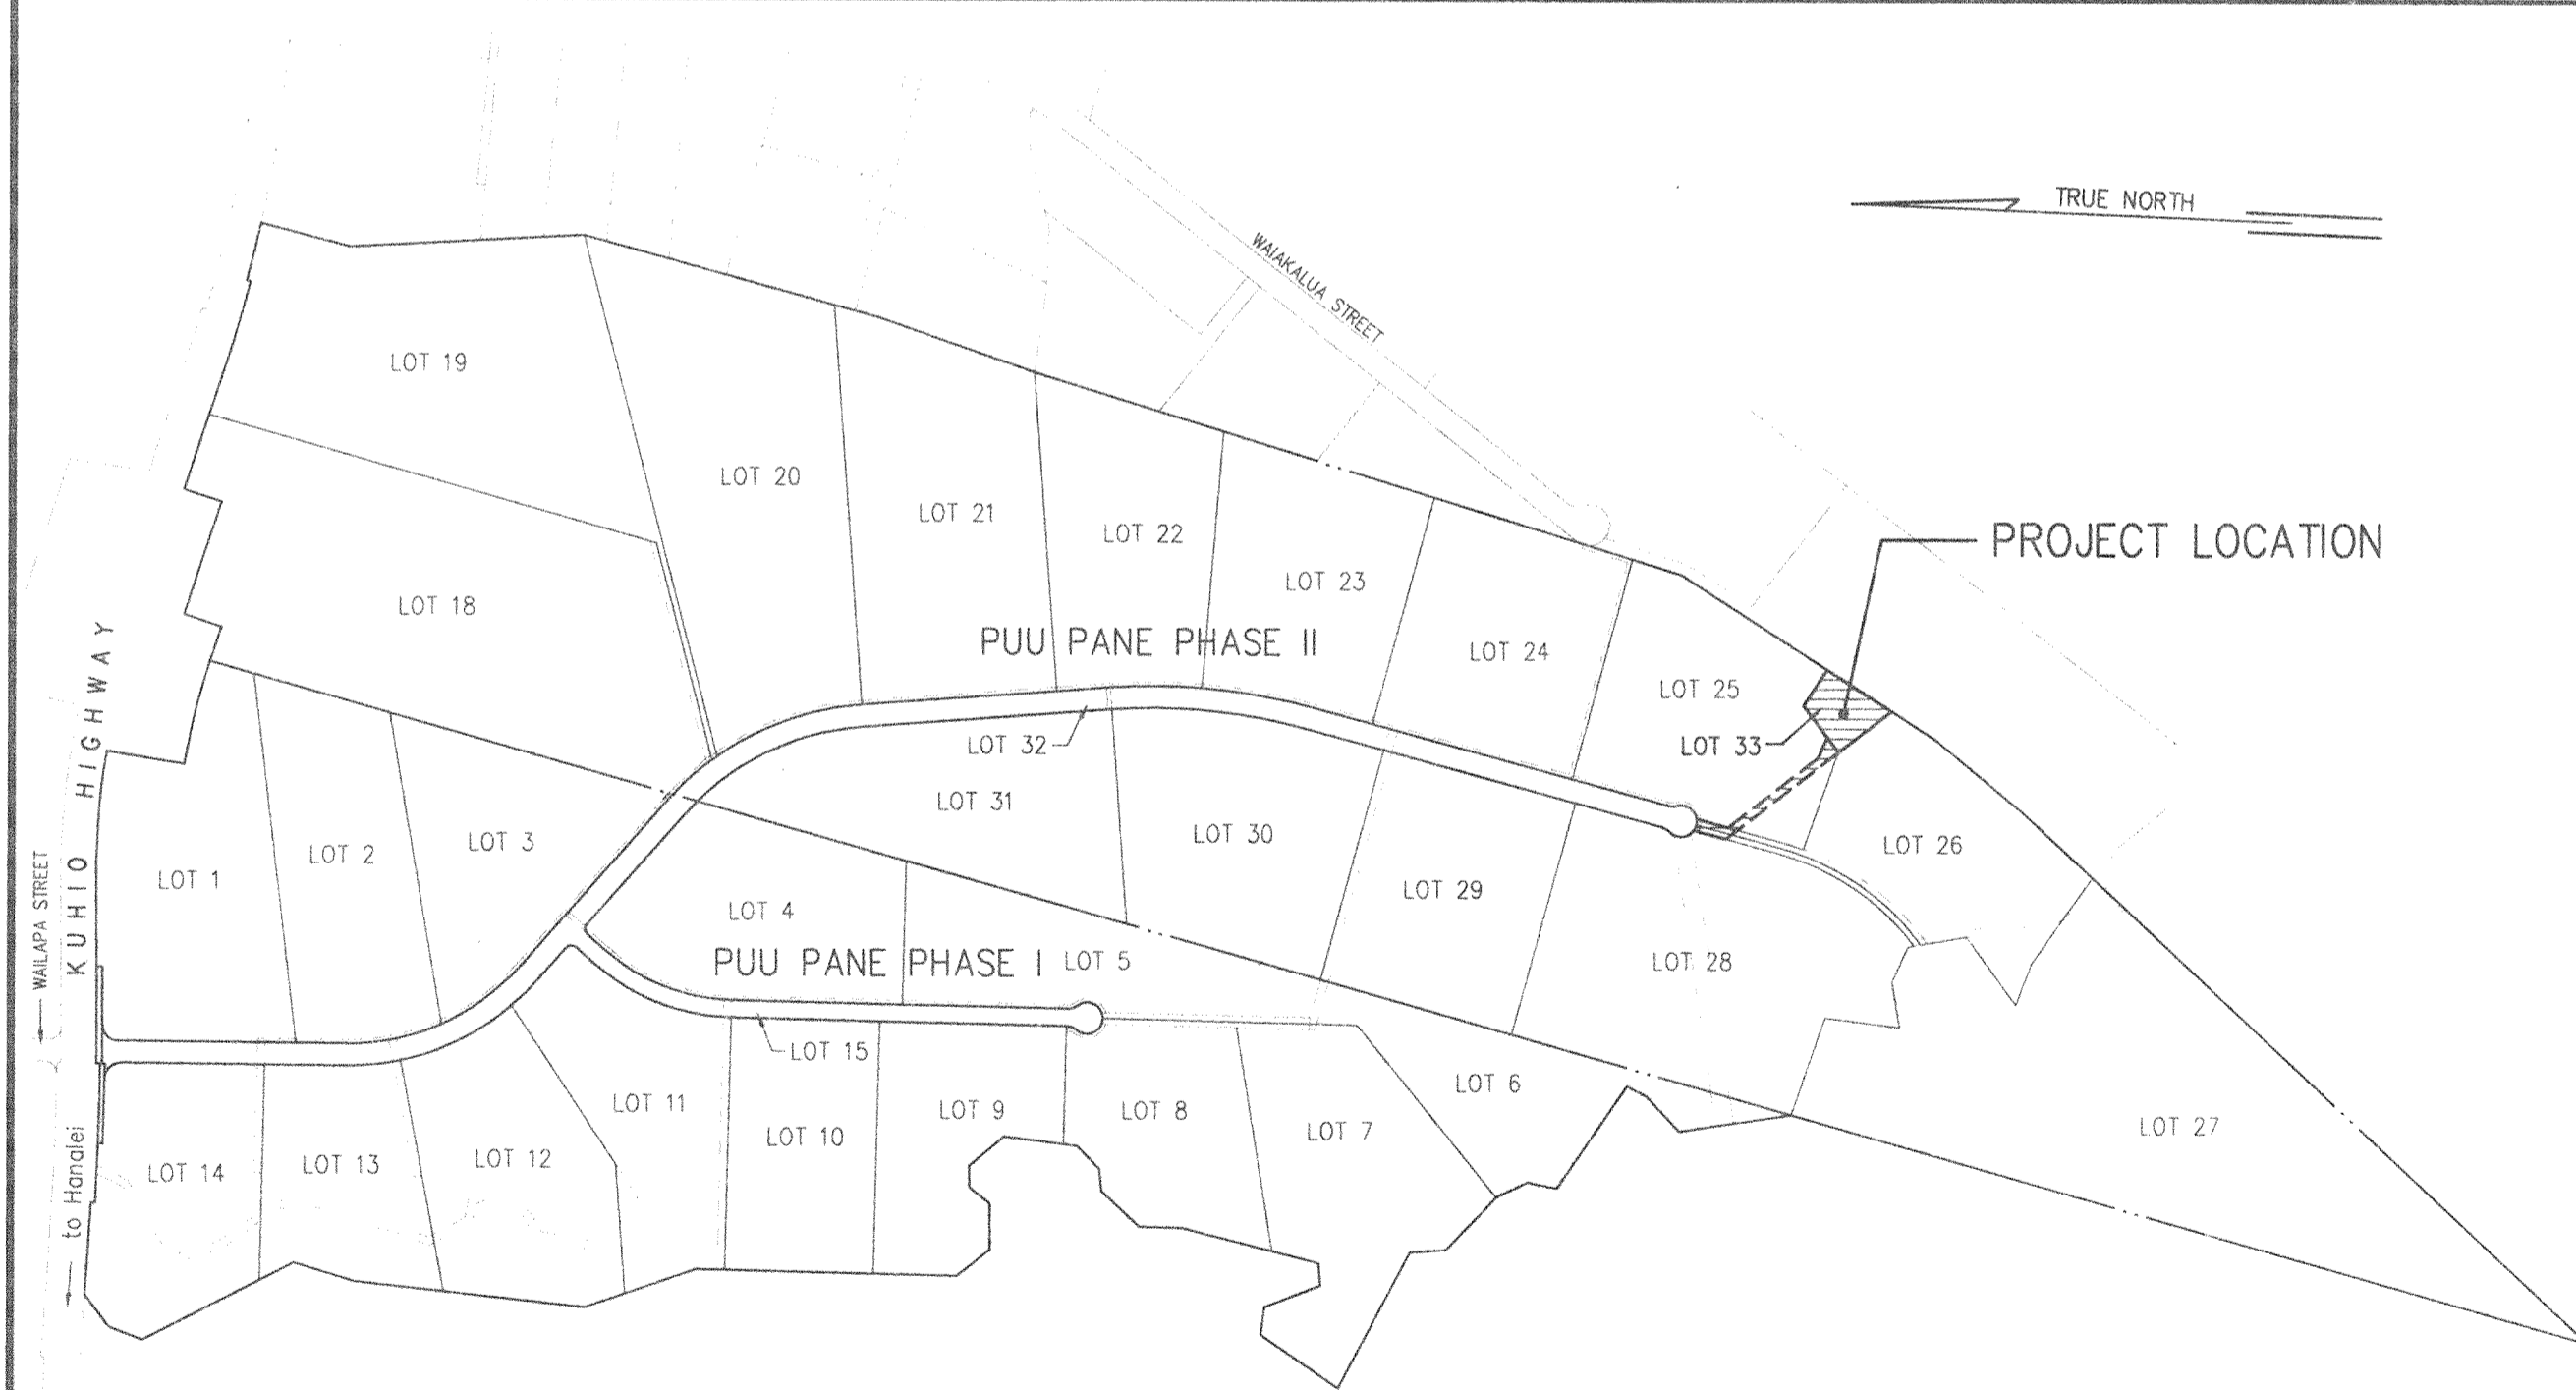 TRUE NORTH
WAIAKALUA STREET
LOT 19
LOT 20
LOT 21
LOT 22
PROJECT LOCATION
LOT 23
LOT 18
PUU PANE PHASE II
LOT 24
LOT 25
LOT 32
LOT 33
KUHIO HIGHWAY
LOT 31
LOT 30
LOT 3
LOT 2
LOT 1
LOT 26
LOT 29
WAILAPA STREET
LOT 4
PUU PANE PHASE I
LOT 5
LOT 28
LOT 15
LOT 6
LOT 11
LOT 9
LOT 8
LOT 10
LOT 7
LOT 27
LOT 12
LOT 13
LOT 14
to Hanalei